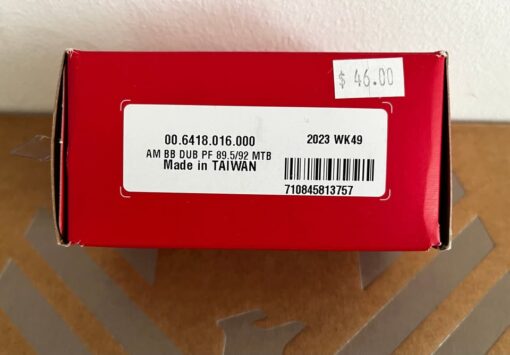 $ 46.00
00.6418.016.000
2023 WK49
AM BB DUB PF 89.5/92 MTB
Made in TAIWAN
710845813757